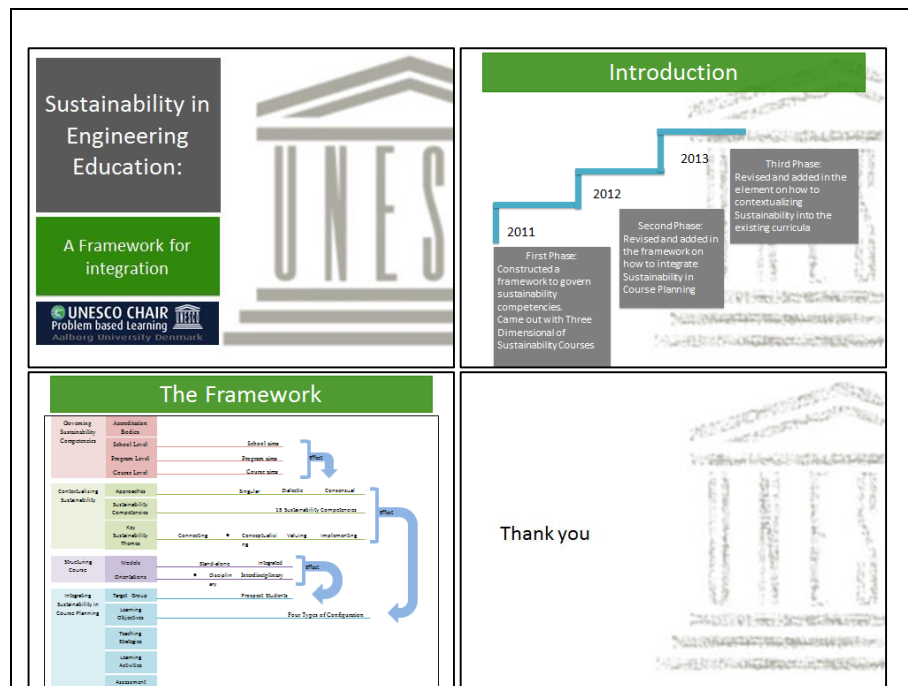 Sustainability in
Engineering
Education:
A Framework for
integration
UNESCO CHAIR
Problem based Learning
Aalborg University Denmark
UNES
Introduction
2013
2012
2011
Third Phase:
Revised and added in the
element on how to
contextualizing
Sustainability into the
existing curricula
Second Phase:
Revised and added in
the framework on
how to integrate
Sustainability in
Course Planning
First Phase:
Constructed a
framework to govern
sustainability
competencies.
Came out with Three
Dimensional of
Sustainability Courses
The Framework
Governing
Sustainability
Competencies
Accreditation
Bodies
School Level
School aims
Program Level
Program aims
Course Level
Course aims
Effect
Contextualising
Sustainability
Approaches
Singular Dialectic Consensual
Sustainability
Competencies
15 Sustainability Competencies
Effect
Key
Sustainability
Themes
Connecting • Conceptualisi
ng
Valuing Implementing
Structuring
Course
Models
Stand-alone Integrated
Orientations
• Disciplin
ary
Interdisciplinary
Effect
Integrating
Sustainability in
Course Planning
Target Group
Prospect Students
Learning
Objectives
Four Types of Configuration
Teaching
Strategies
Learning
Activities
Assessment
Thank you